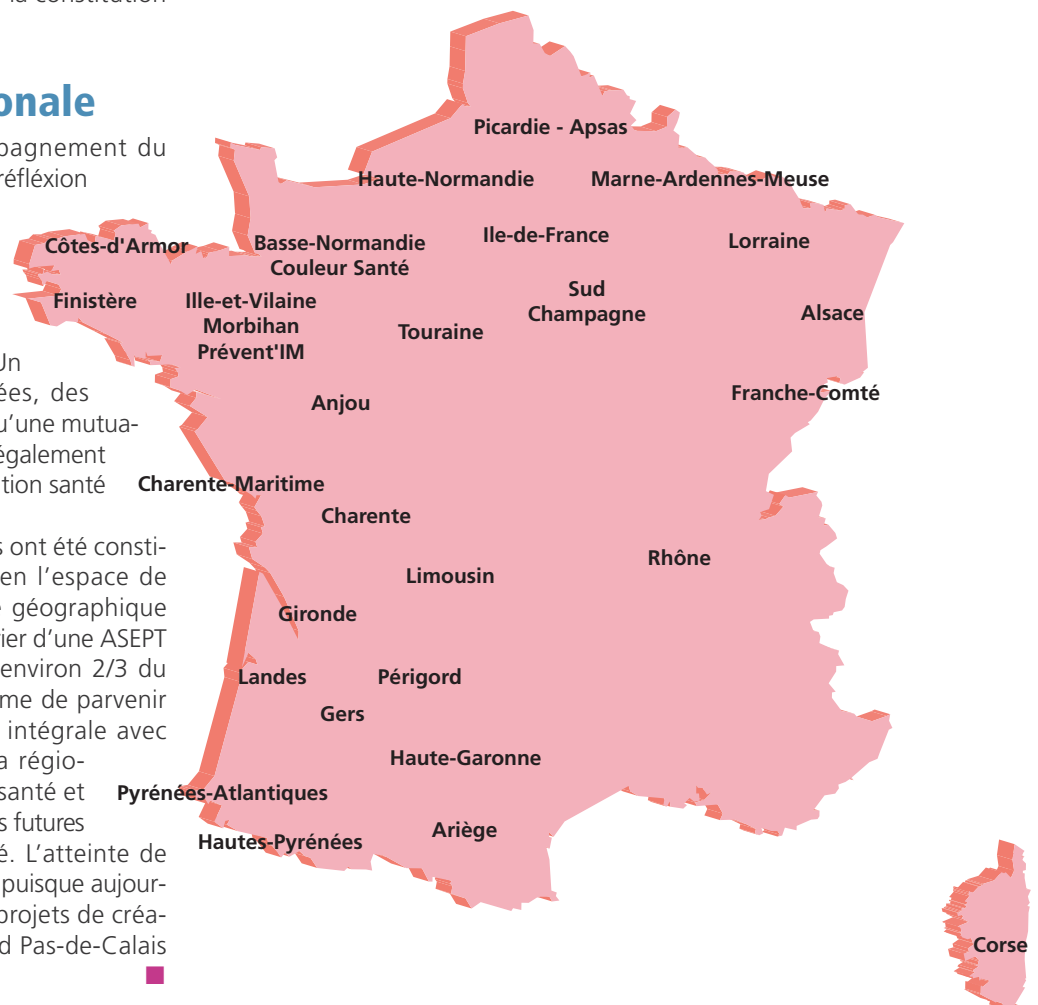 la constitution
onale
pagnement du
réfléxion
Un
ées, des
u’une mutua-
également
tion santé
s ont été consti-
en l'espace de
e géographique
rier d’une ASEPT
environ 2/3 du
me de parvenir
intégrale avec
a régio-
santé et
s futures
é. L’atteinte de
puisque aujour-
projets de créa-
d Pas-de-Calais
Picardie - Apsas
Haute-Normandie
Marne-Ardennes-Meuse
Côtes-d'Armor
Basse-Normandie
Couleur Santé
Ile-de-France
Lorraine
Finistère
Ille-et-Vilaine
Morbihan
Prévent'IM
Touraine
Sud
Champagne
Alsace
Anjou
Franche-Comté
Charente-Maritime
Charente
Limousin
Rhône
Gironde
Landes
Périgord
Gers
Haute-Garonne
Pyrénées-Atlantiques
Hautes-Pyrénées
Ariège
Corse